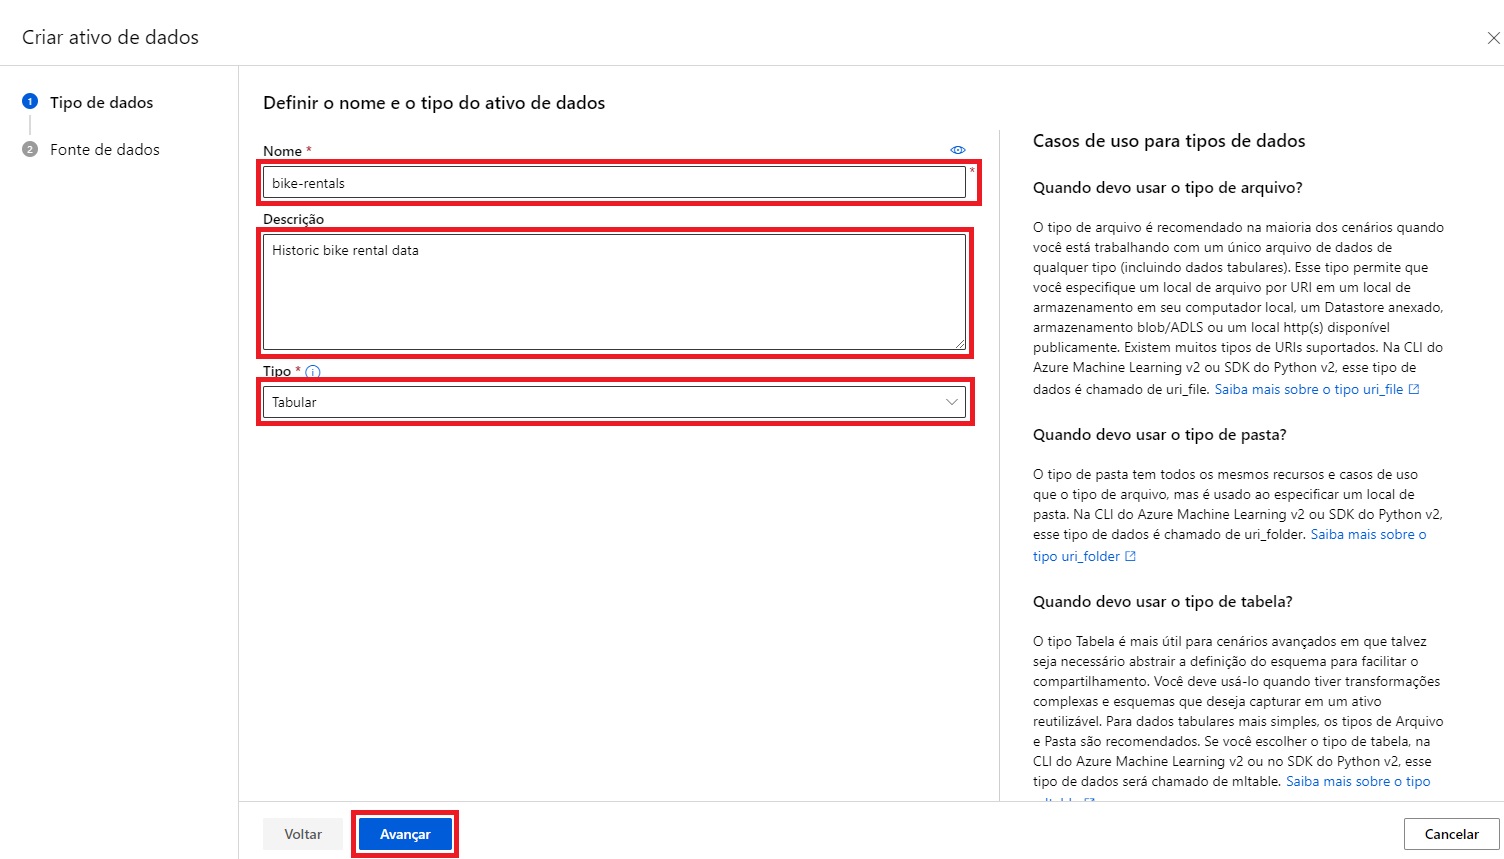 Criar ativo de dados
1 Tipo de dados
2 Fonte de dados
Definir o nome e o tipo do ativo de dados
Nome *
bike-rentals
*
Descrição
Historic bike rental data
Tipo * i
Tabular
Casos de uso para tipos de dados
Quando devo usar o tipo de arquivo?
O tipo de arquivo é recomendado na maioria dos cenários quando
você está trabalhando com um único arquivo de dados de
qualquer tipo (incluindo dados tabulares). Esse tipo permite que
você especifique um local de arquivo por URI em um local de
armazenamento em seu computador local, um Datastore anexado,
armazenamento blob/ADLS ou um local http(s) disponível
publicamente. Existem muitos tipos de URIs suportados. Na CLI do
Azure Machine Learning v2 ou SDK do Python v2, esse tipo de
dados é chamado de uri_file. Saiba mais sobre o tipo uri_file
Quando devo usar o tipo de pasta?
O tipo de pasta tem todos os mesmos recursos e casos de uso
que o tipo de arquivo, mas é usado ao especificar um local de
pasta. Na CLI do Azure Machine Learning v2 ou SDK do Python v2,
esse tipo de dados é chamado de uri_folder. Saiba mais sobre o
tipo uri_folder
Quando devo usar o tipo de tabela?
O tipo Tabela é mais útil para cenários avançados em que talvez
seja necessário abstrair a definição do esquema para facilitar o
compartilhamento. Você deve usá-lo quando tiver transformações
complexas e esquemas que deseja capturar em um ativo
reutilizável. Para dados tabulares mais simples, os tipos de Arquivo
e Pasta são recomendados. Se você escolher o tipo de tabela, na
CLI do Azure Machine Learning v2 ou no SDK do Python v2, esse
tipo de dados será chamado de mltable. Saiba mais sobre o tipo
Voltar
Avançar
Cancelar